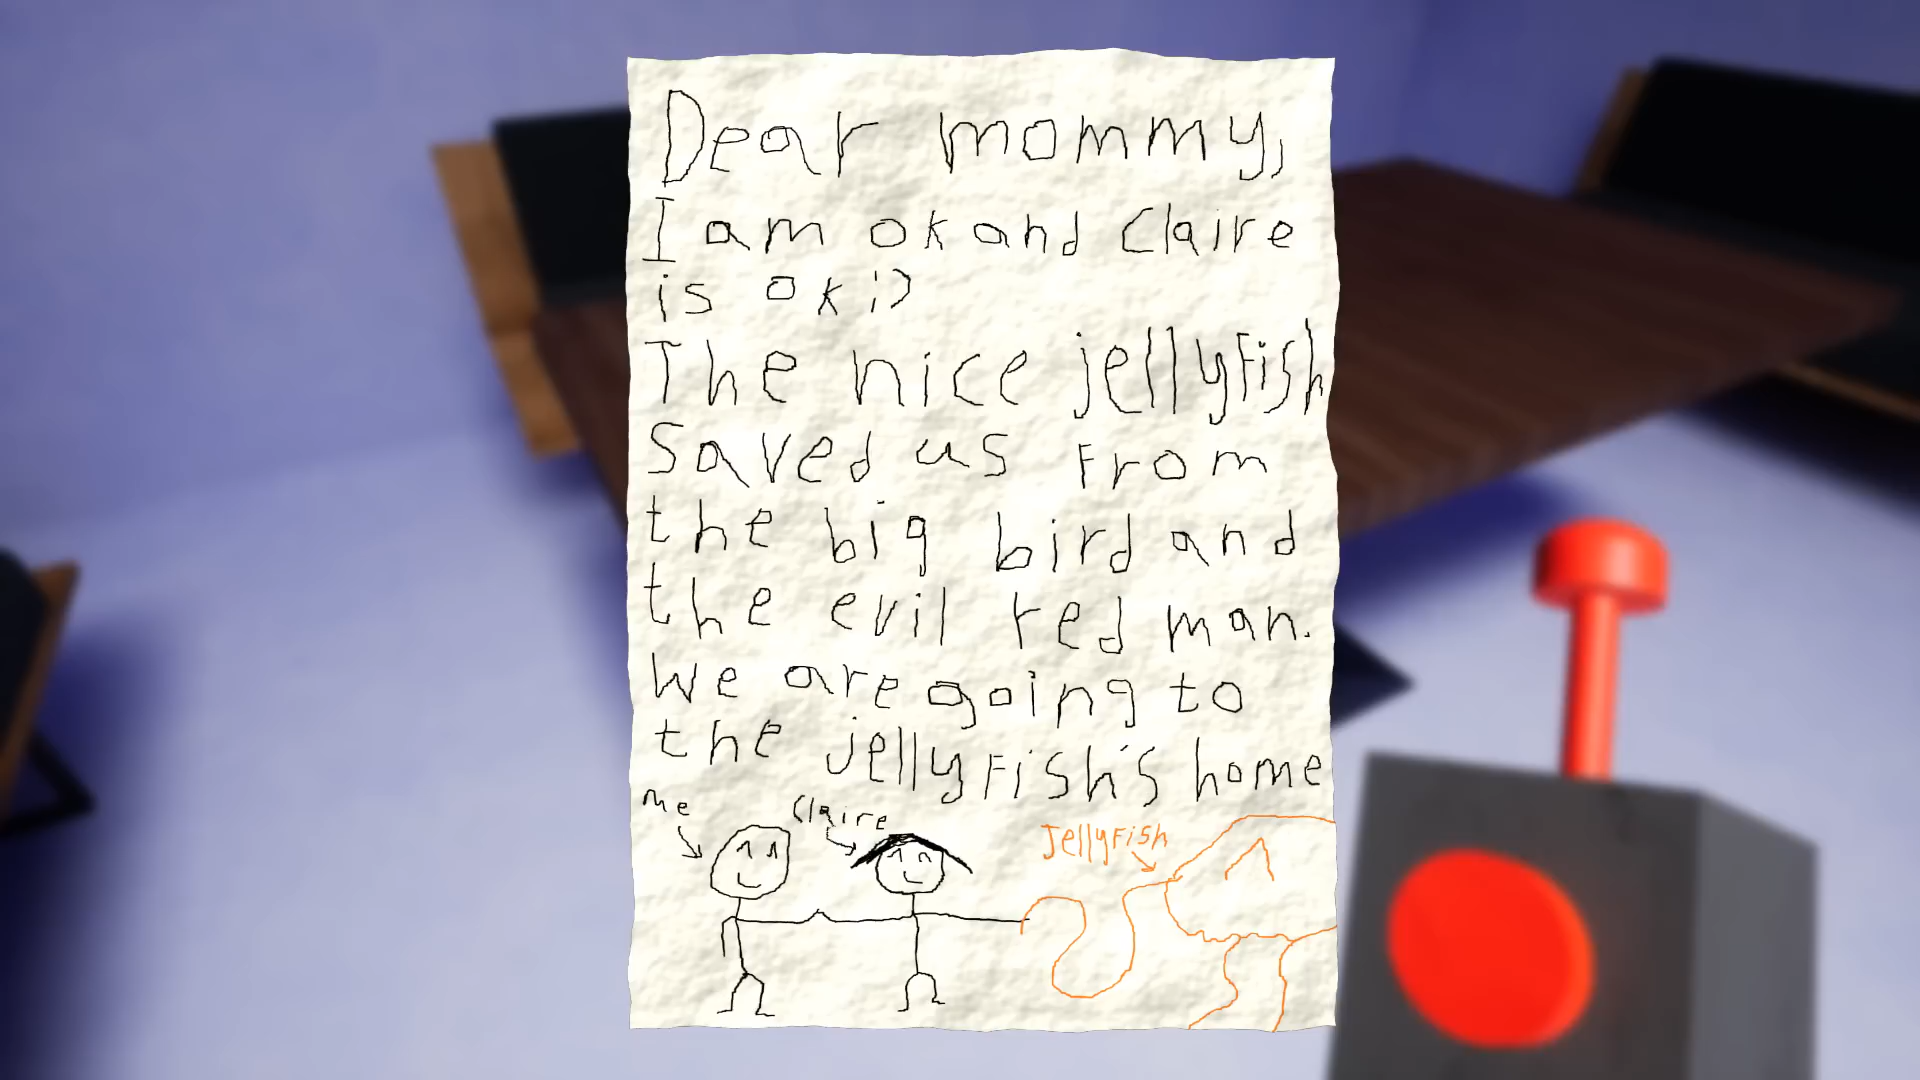 Dear mommy,
I am ok and Claire
is ok :)
The nice jellyfish
saved us from
the big bird and
the evil red man.
We are going to
the jellyfish's home
Me
Claire
Jellyfish